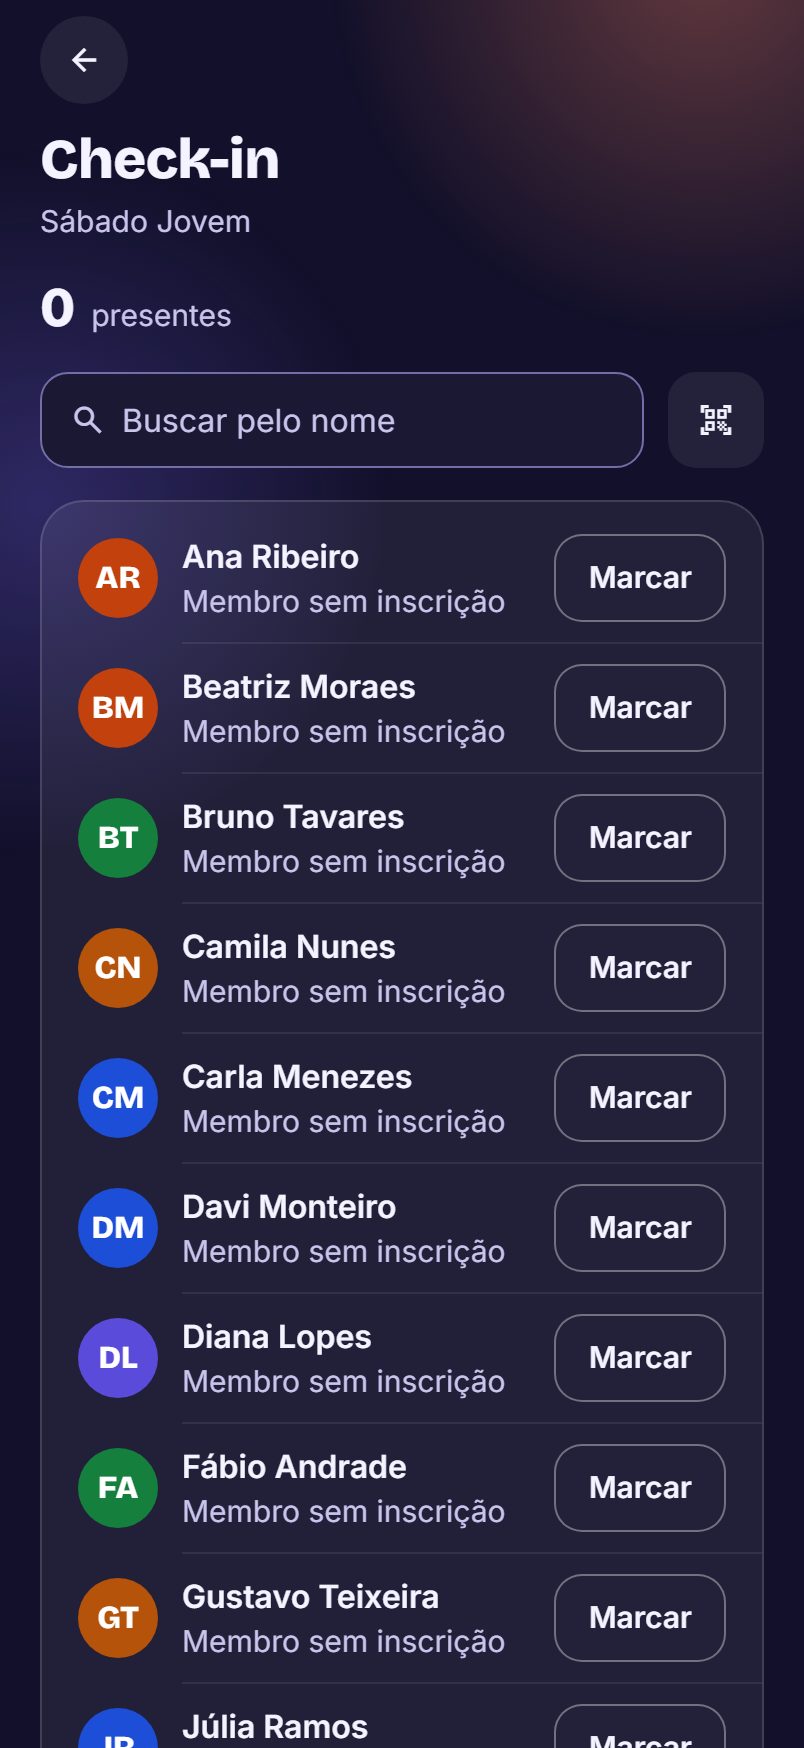 Check-in
Sábado Jovem
0 presentes
Buscar pelo nome
AR Ana Ribeiro Marcar
Membro sem inscrição
BM Beatriz Moraes Marcar
Membro sem inscrição
BT Bruno Tavares Marcar
Membro sem inscrição
CN Camila Nunes Marcar
Membro sem inscrição
CM Carla Menezes Marcar
Membro sem inscrição
DM Davi Monteiro Marcar
Membro sem inscrição
DL Diana Lopes Marcar
Membro sem inscrição
FA Fábio Andrade Marcar
Membro sem inscrição
GT Gustavo Teixeira Marcar
Membro sem inscrição
JR Júlia Ramos Marcar